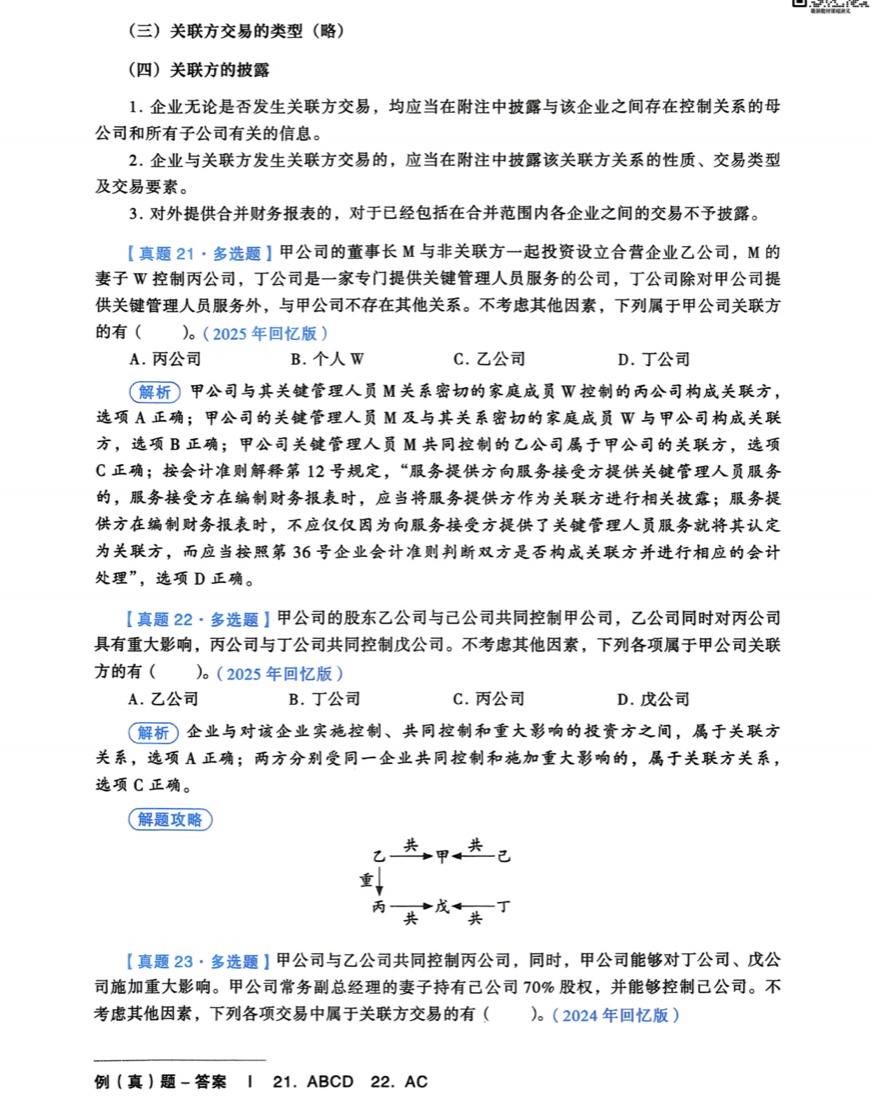 (三)关联方交易的类型(略)
(四)关联方的披露
1. 企业无论是否发生关联方交易,均应当在附注中披露与该企业之间存在控制关系的母
公司和所有子公司有关的信息。
2. 企业与关联方发生关联方交易的,应当在附注中披露该关联方关系的性质、交易类型
及交易要素。
3. 对外提供合并财务报表的,对于已经包括在合并范围内各企业之间的交易不予披露。
【真题 21·多选题】甲公司的董事长 M 与非关联方一起投资设立合营企业乙公司,M 的
妻子 W 控制丙公司,丁公司是一家专门提供关键管理人员服务的公司,丁公司除对甲公司提
供关键管理人员服务外,与甲公司不存在其他关系。不考虑其他因素,下列属于甲公司关联方
的有( )。(2025 年回忆版)
A. 丙公司 B. 个人 W C. 乙公司 D. 丁公司
解析 甲公司与其关键管理人员 M 关系密切的家庭成员 W 控制的丙公司构成关联方,
选项 A 正确;甲公司的关键管理人员 M 及与其关系密切的家庭成员 W 与甲公司构成关联
方,选项 B 正确;甲公司关键管理人员 M 共同控制的乙公司属于甲公司的关联方,选项
C 正确;按会计准则解释第 12 号规定,“服务提供方向服务接受方提供关键管理人员服务
的,服务接受方在编制财务报表时,应当将服务提供方作为关联方进行相关披露;服务提
供方在编制财务报表时,不应仅仅因为向服务接受方提供了关键管理人员服务就将其认定
为关联方,而应当按照第 36 号企业会计准则判断双方是否构成关联方并进行相应的会计
处理”,选项 D 正确。
【真题 22·多选题】甲公司的股东乙公司与己公司共同控制甲公司,乙公司同时对丙公司
具有重大影响,丙公司与丁公司共同控制戊公司。不考虑其他因素,下列各项属于甲公司关联
方的有( )。(2025 年回忆版)
A. 乙公司 B. 丁公司 C. 丙公司 D. 戊公司
解析 企业与对该企业实施控制、共同控制和重大影响的投资方之间,属于关联方
关系,选项 A 正确;两方分别受同一企业共同控制和施加重大影响的,属于关联方关系,
选项 C 正确。
解题攻略
共 共
乙 甲 己
重
丙 戊 丁
共 共
【真题 23·多选题】甲公司与乙公司共同控制丙公司,同时,甲公司能够对丁公司、戊公
司施加重大影响。甲公司常务副总经理的妻子持有己公司 70% 股权,并能够控制己公司。不
考虑其他因素,下列各项交易中属于关联方交易的有( )。(2024 年回忆版)
例(真)题-答案 | 21. ABCD 22. AC